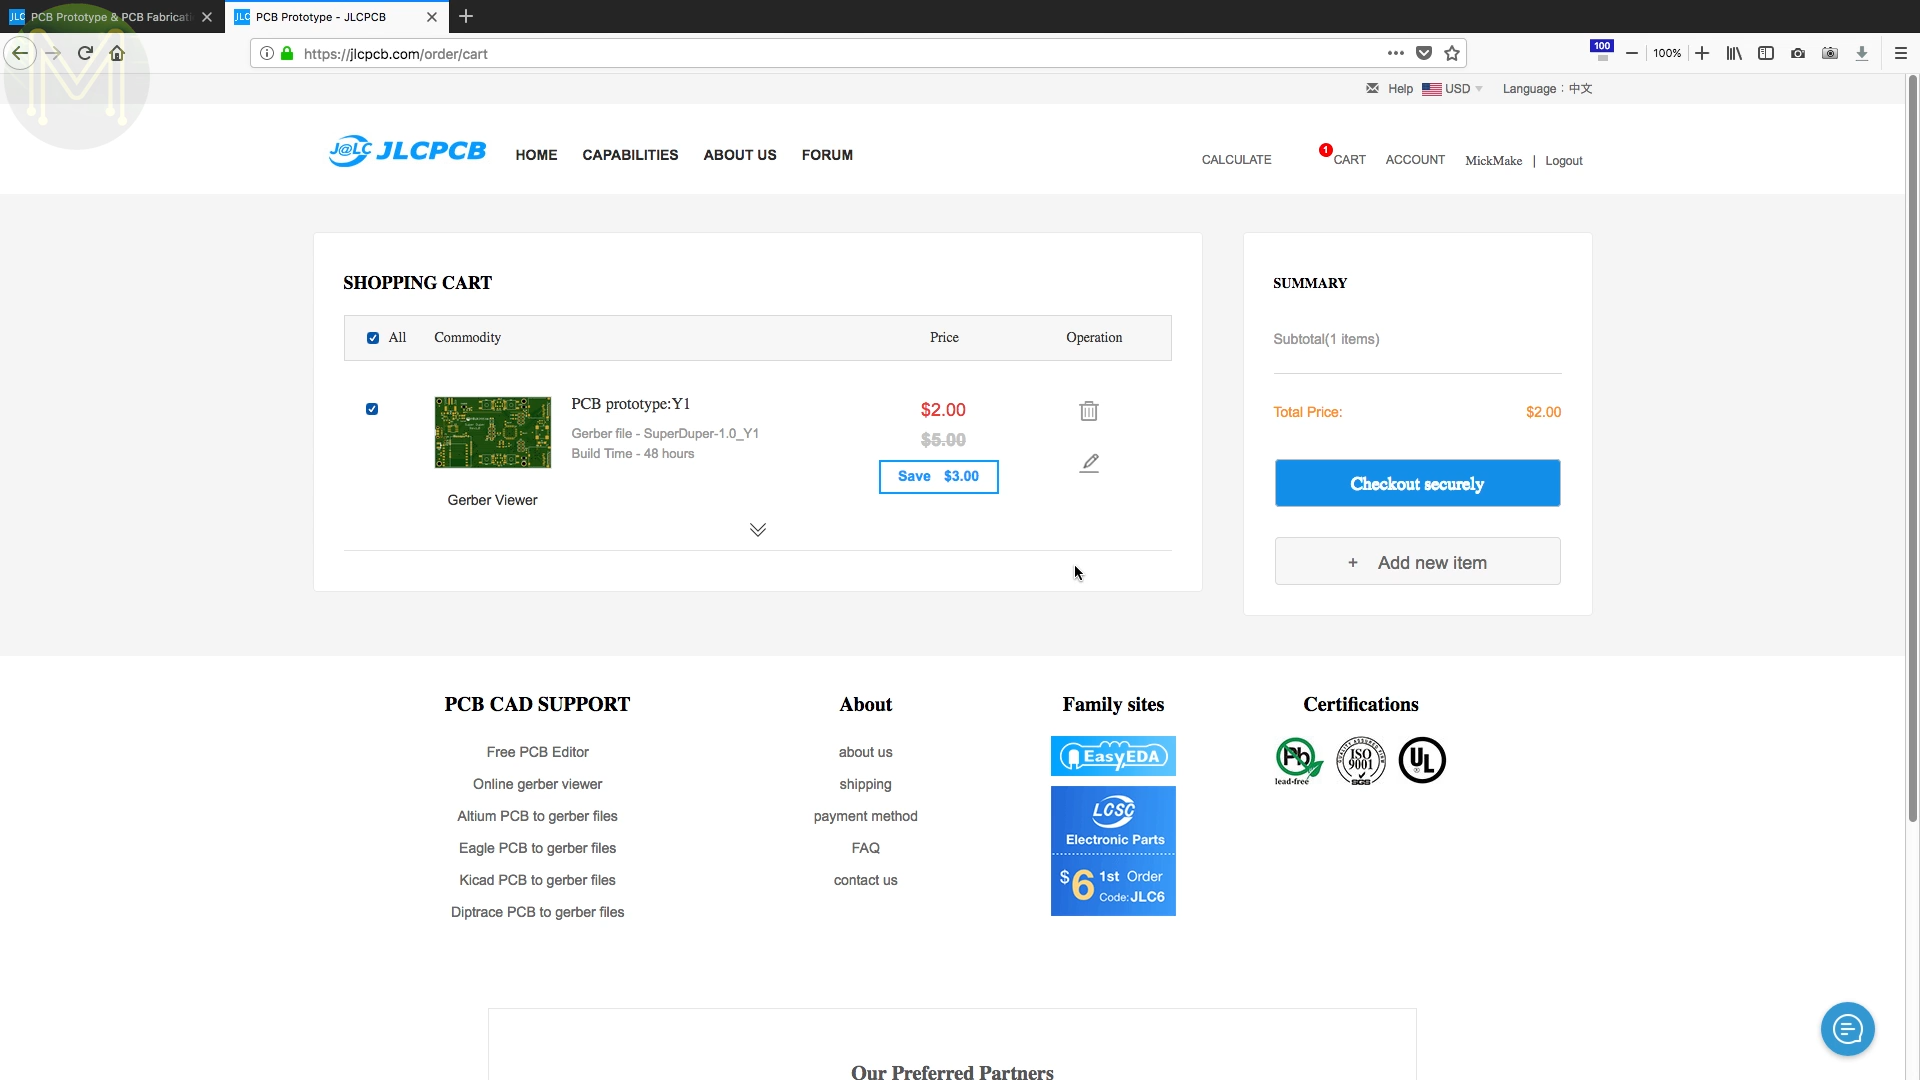 PCB Prototype & PCB Fabricati
PCB Prototype - JLCPCB
https://jlcpcb.com/order/cart
100
100%
Help
USD
Language : 中文
J@LC JLCPCB
HOME
CAPABILITIES
ABOUT US
FORUM
CALCULATE
1
CART
ACCOUNT
MickMake
|
Logout
SHOPPING CART
All
Commodity
Price
Operation
PCB prototype:Y1
Gerber file - SuperDuper-1.0_Y1
Build Time - 48 hours
Gerber Viewer
$2.00
$5.00
Save $3.00
SUMMARY
Subtotal(1 items)
Total Price:
$2.00
Checkout securely
+ Add new item
PCB CAD SUPPORT
Free PCB Editor
Online gerber viewer
Altium PCB to gerber files
Eagle PCB to gerber files
Kicad PCB to gerber files
Diptrace PCB to gerber files
About
about us
shipping
payment method
FAQ
contact us
Family sites
EasyEDA
LCSC
Electronic Parts
$6 1st Order
Code:JLC6
Certifications
Pb
lead-free
QUALITY ASSURED FIRM
ISO
9001
SGS
UL
Our Preferred Partners